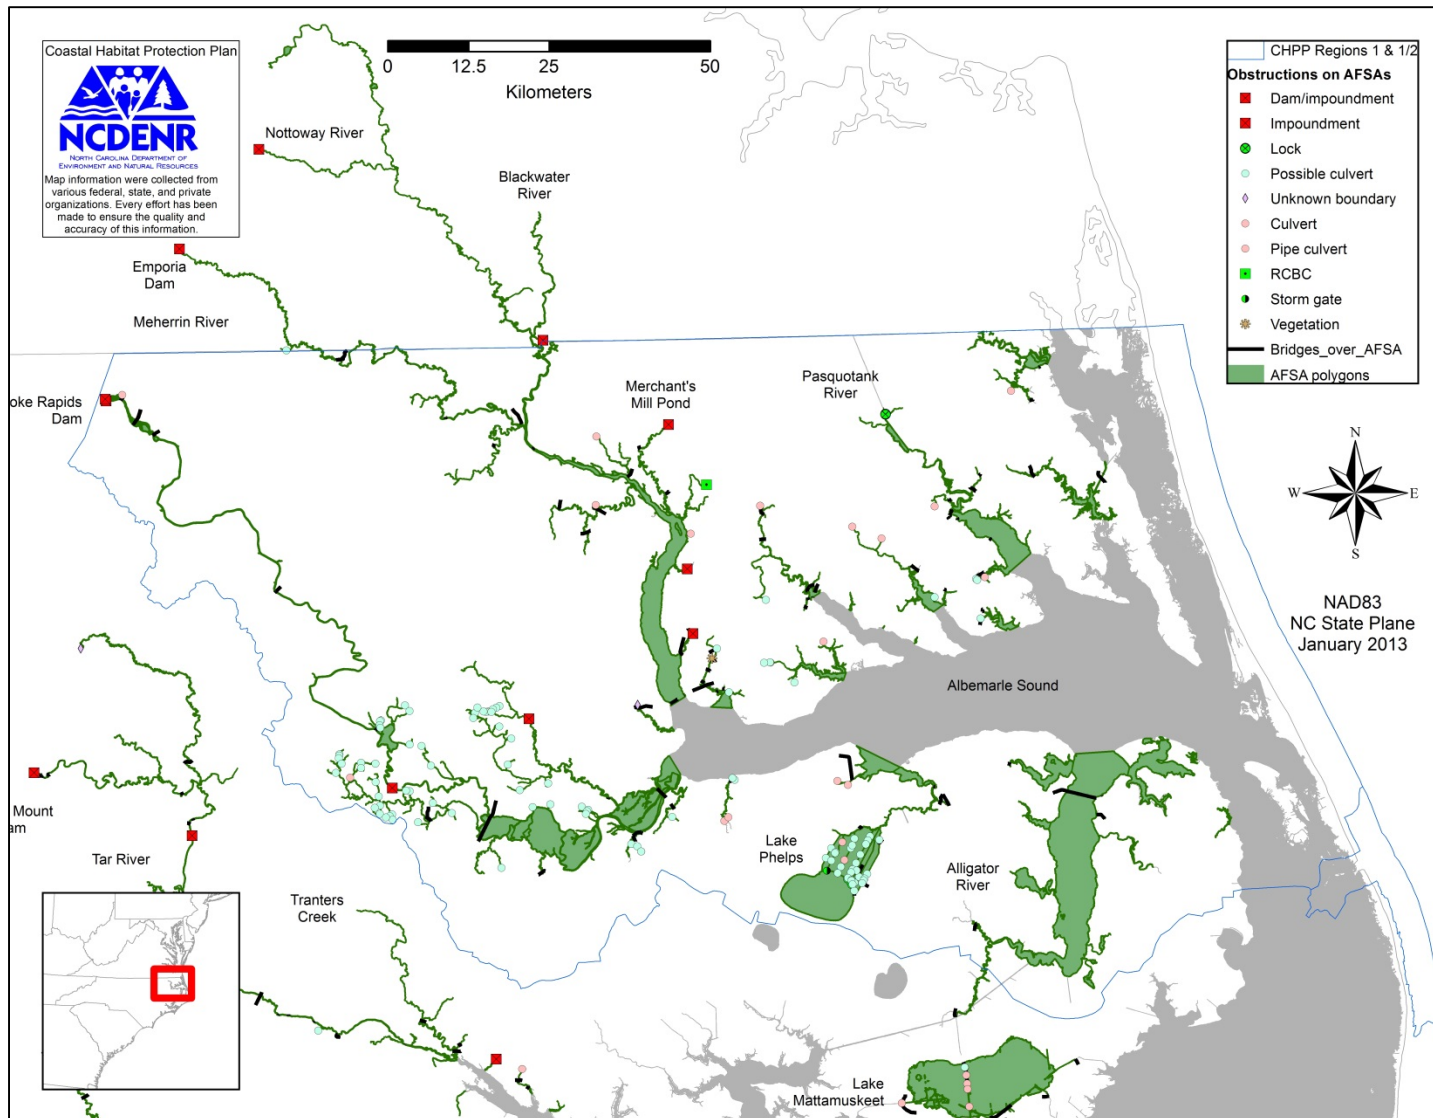 Coastal Habitat Protection Plan
NCDENR
NORTH CAROLINA DEPARTMENT OF
ENVIRONMENT AND NATURAL RESOURCES
Map information were collected from
various federal, state, and private
organizations. Every effort has been
made to ensure the quality and
accuracy of this information.
0 12.5 25 50
Kilometers
CHPP Regions 1 & 1/2
Obstructions on AFSAs
Dam/impoundment
Impoundment
Lock
Possible culvert
Unknown boundary
Culvert
Pipe culvert
RCBC
Storm gate
Vegetation
Bridges_over_AFSA
AFSA polygons
N
W E
S
NAD83
NC State Plane
January 2013
Nottoway River
Blackwater
River
Emporia
Dam
Meherrin River
oke Rapids
Dam
Merchant's
Mill Pond
Pasquotank
River
Albemarle Sound
Mount
am
Tar River
Tranters
Creek
Lake
Phelps
Alligator
River
Lake
Mattamuskeet